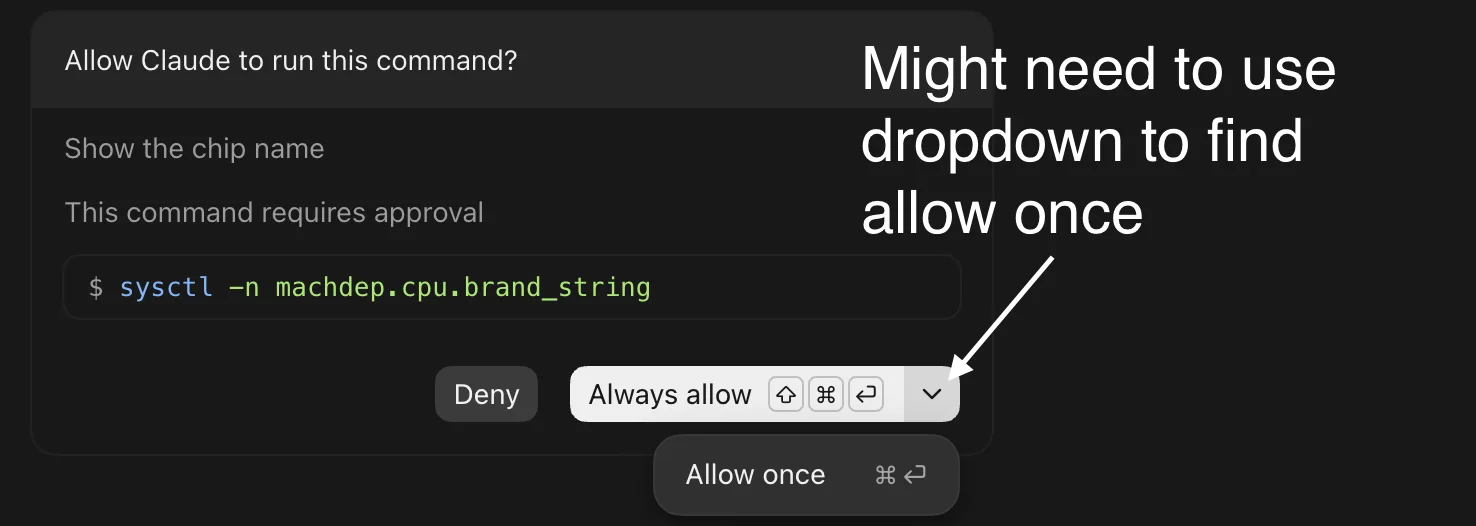 Allow Claude to run this command?
Might need to use
dropdown to find
allow once
Show the chip name
This command requires approval
$ sysctl -n machdep.cpu.brand_string
Deny
Always allow ⇧ ⌘ ↩
Allow once ⌘ ↩